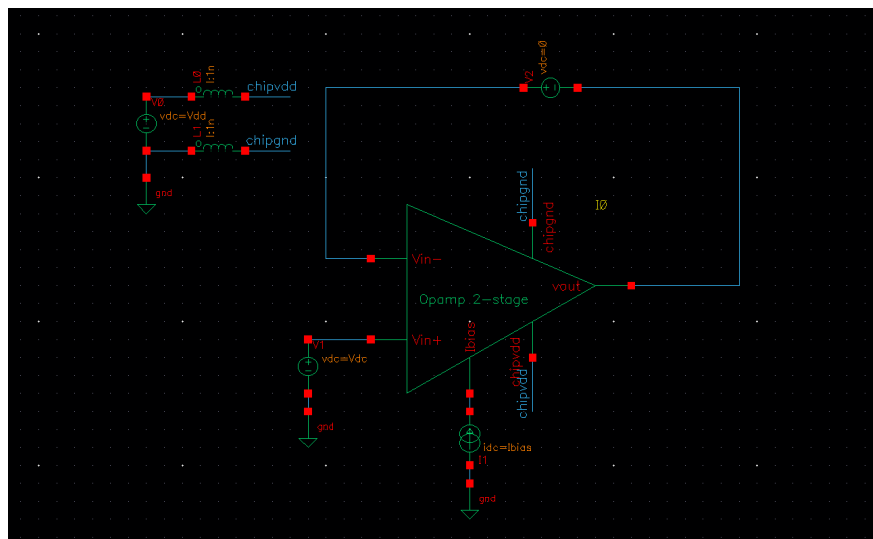 V0
vdc=Vdd
L0
l:1n
chipvdd
L1
l:1n
chipgnd
gnd
V2
vdc=0
chipgnd
chipgnd
I0
Vin-
Opamp 2-stage
vout
Vin+
Ibias
chipvdd
chipvdd
V1
vdc=Vdc
gnd
idc=Ibias
I1
gnd